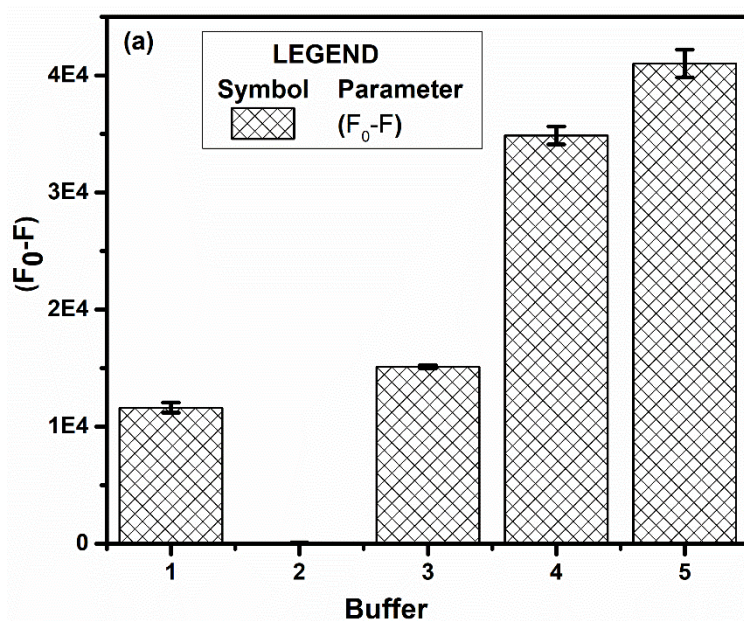 (a)
LEGEND
Symbol Parameter
(F₀-F)
4E4
3E4
2E4
1E4
0
(F₀-F)
1 2 3 4 5
Buffer